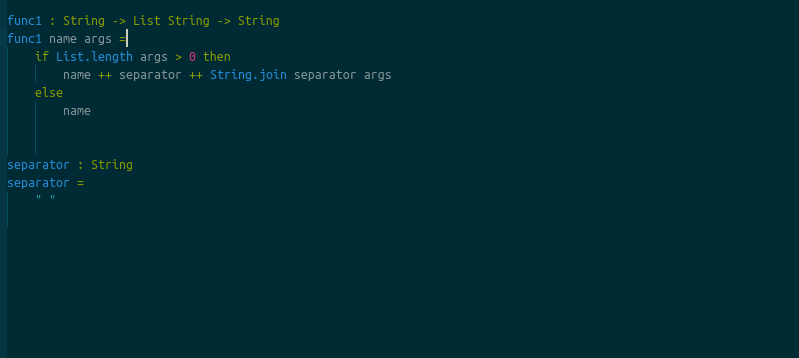 func1 : String -> List String -> String
func1 name args =
    if List.length args > 0 then
        name ++ separator ++ String.join separator args
    else
        name
separator : String
separator =
    " "